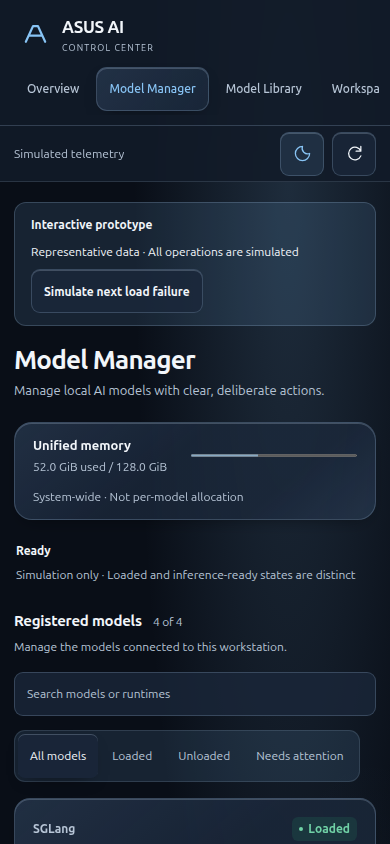 ASUS AI
CONTROL CENTER
Overview
Model Manager
Model Library
Workspa
Simulated telemetry
Interactive prototype
Representative data · All operations are simulated
Simulate next load failure
Model Manager
Manage local AI models with clear, deliberate actions.
Unified memory
52.0 GiB used / 128.0 GiB
System-wide · Not per-model allocation
Ready
Simulation only · Loaded and inference-ready states are distinct
Registered models 4 of 4
Manage the models connected to this workstation.
Search models or runtimes
All models
Loaded
Unloaded
Needs attention
SGLang
• Loaded